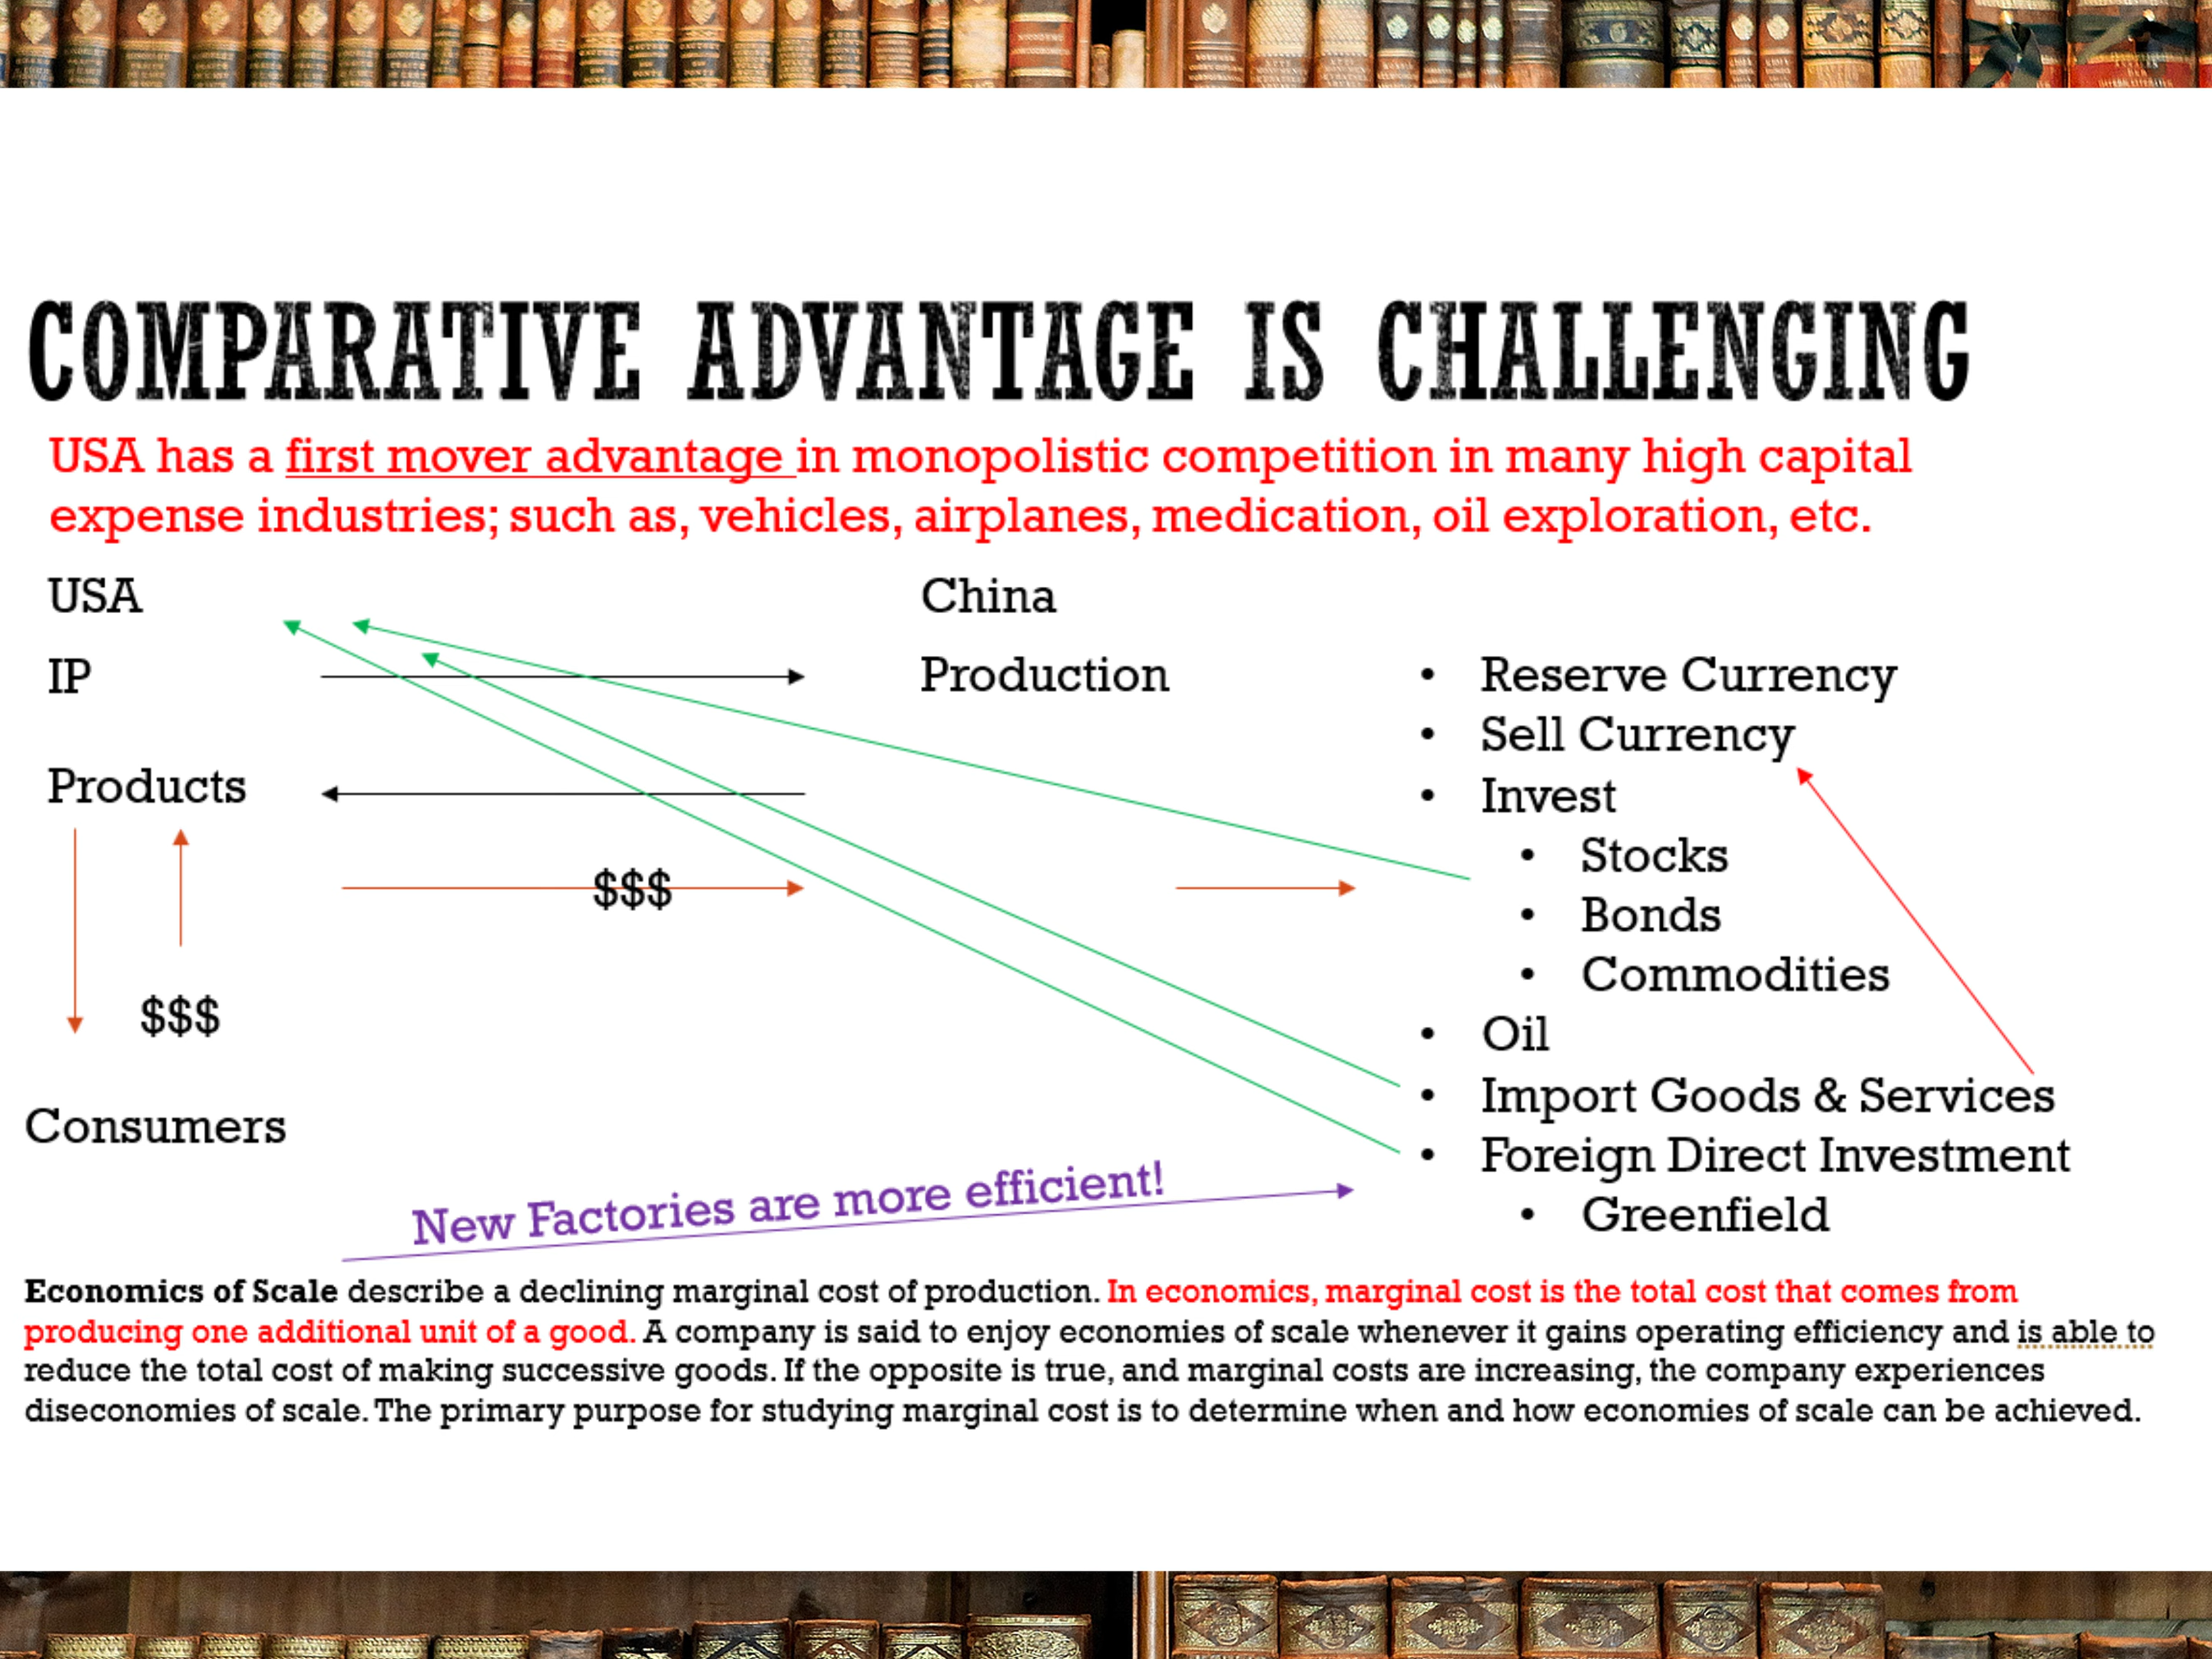 COMPARATIVE ADVANTAGE IS CHALLENGING
USA has a first mover advantage in monopolistic competition in many high capital
expense industries; such as, vehicles, airplanes, medication, oil exploration, etc.
USA
China
IP
Production
Products
$$$
$$$
Consumers
• Reserve Currency
• Sell Currency
• Invest
• Stocks
• Bonds
• Commodities
• Oil
• Import Goods & Services
• Foreign Direct Investment
• Greenfield
New Factories are more efficient!
Economics of Scale describe a declining marginal cost of production. In economics, marginal cost is the total cost that comes from
producing one additional unit of a good. A company is said to enjoy economies of scale whenever it gains operating efficiency and is able to
reduce the total cost of making successive goods. If the opposite is true, and marginal costs are increasing, the company experiences
diseconomies of scale. The primary purpose for studying marginal cost is to determine when and how economies of scale can be achieved.